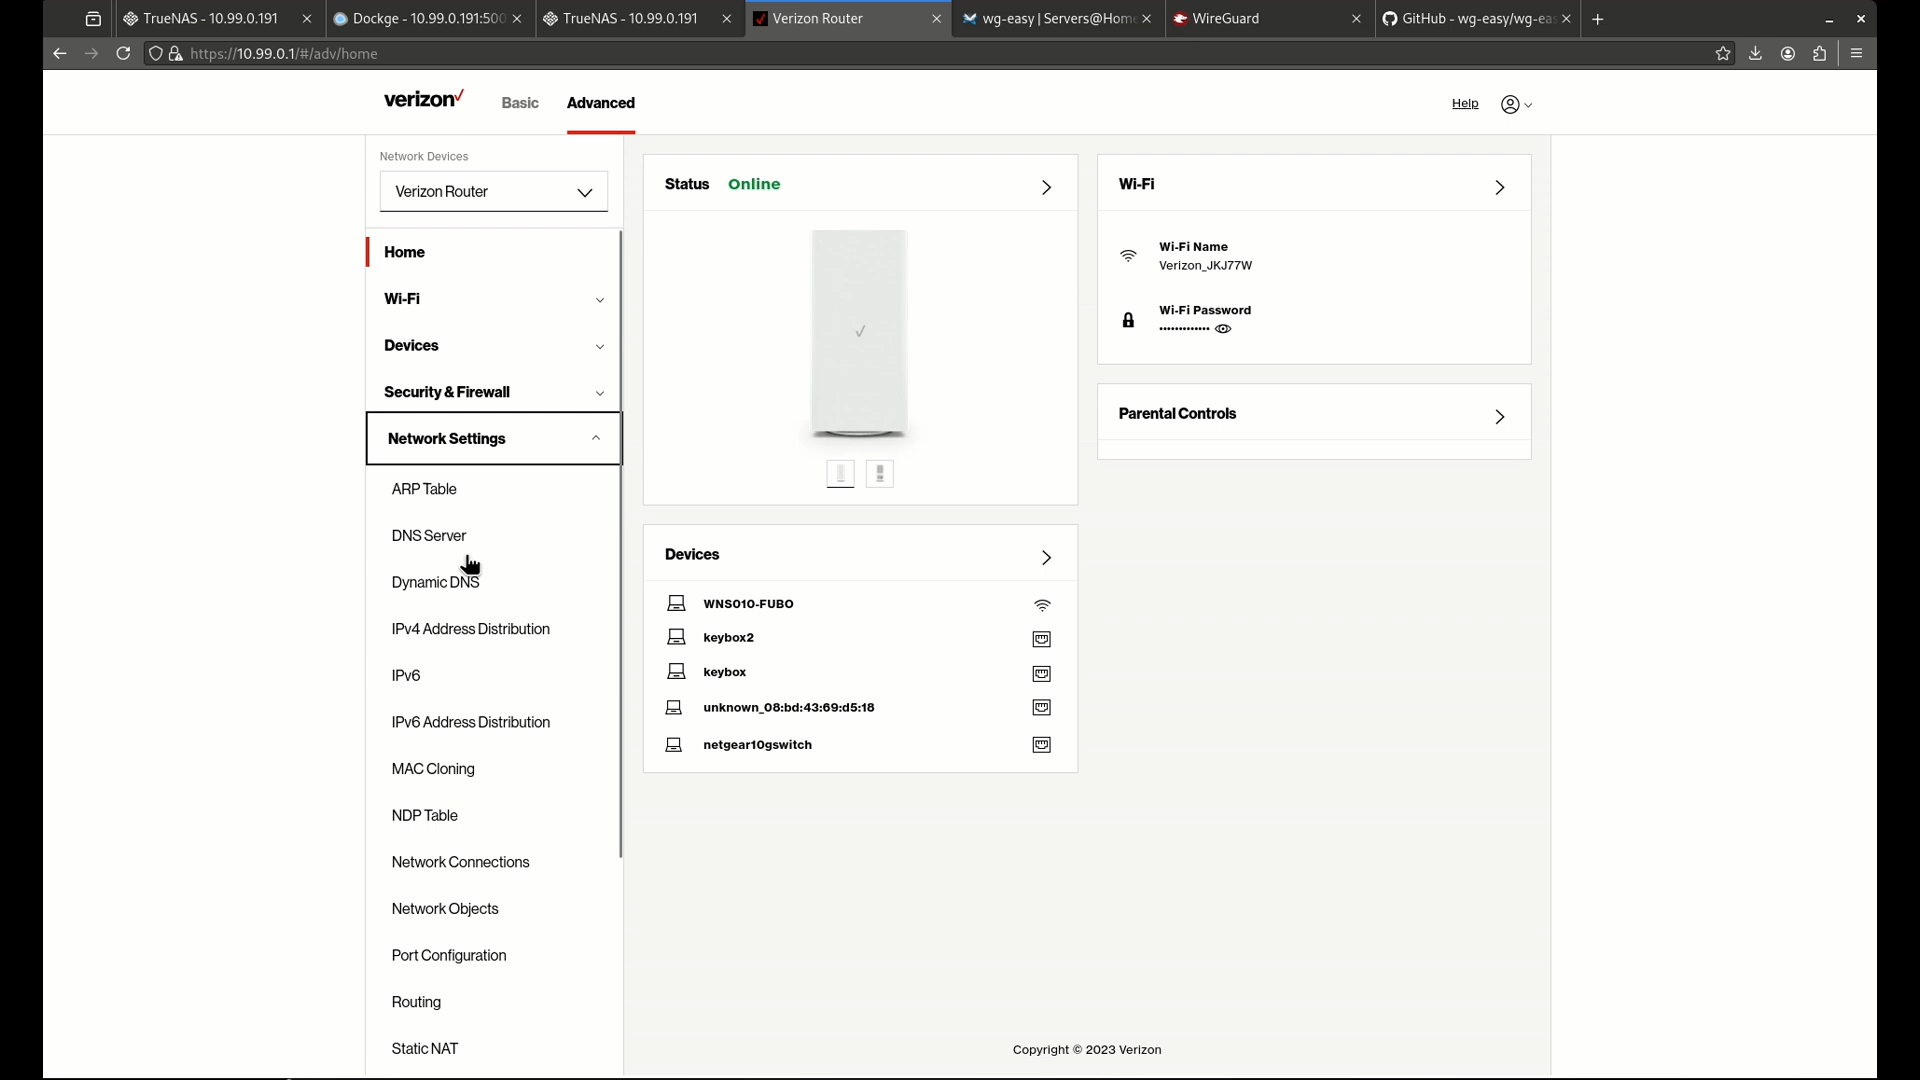 TrueNAS - 10.99.0.191
Dockge - 10.99.0.191:500
TrueNAS - 10.99.0.191
Verizon Router
wg-easy | Servers@Home
WireGuard
GitHub - wg-easy/wg-eas
https://10.99.0.1/#/adv/home
verizon
Basic
Advanced
Help
Network Devices
Verizon Router
Home
Wi-Fi
Devices
Security & Firewall
Network Settings
ARP Table
DNS Server
Dynamic DNS
IPv4 Address Distribution
IPv6
IPv6 Address Distribution
MAC Cloning
NDP Table
Network Connections
Network Objects
Port Configuration
Routing
Static NAT
Status Online
Devices
WNS010-FUBO
keybox2
keybox
unknown_08:bd:43:69:d5:18
netgear10gswitch
Wi-Fi
Wi-Fi Name
Verizon_JKJ77W
Wi-Fi Password
•••••••••••••
Parental Controls
Copyright © 2023 Verizon